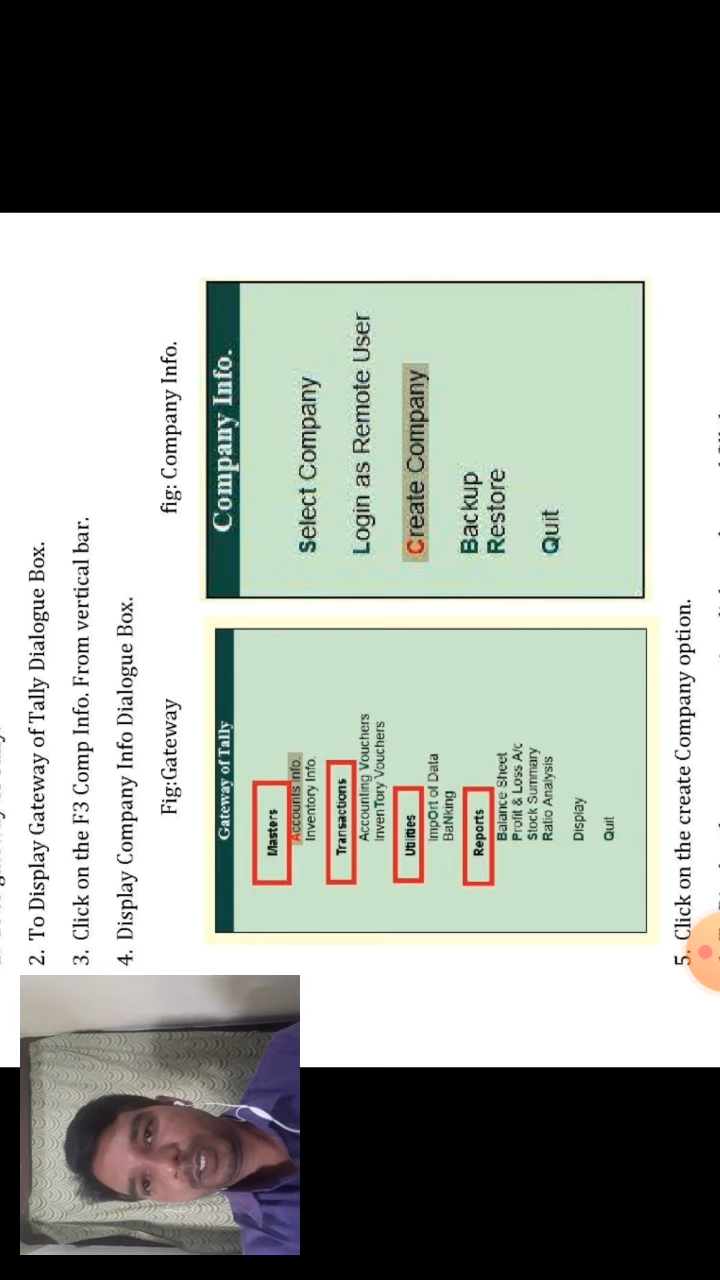 2. To Display Gateway of Tally Dialogue Box.
3. Click on the F3 Comp Info. From vertical bar.
4. Display Company Info Dialogue Box.
Fig:Gateway
fig: Company Info.
Gateway of Tally
Masters
Accounts Info.
Inventory Info.
Transactions
Accounting Vouchers
InvenTory Vouchers
Utilities
ImpOrt of Data
BaNking
Reports
Balance Sheet
Profit & Loss A/c
Stock Summary
Ratio Analysis
Display
Quit
Company Info.
Select Company
Login as Remote User
Create Company
Backup
Restore
Quit
5. Click on the create Company option.